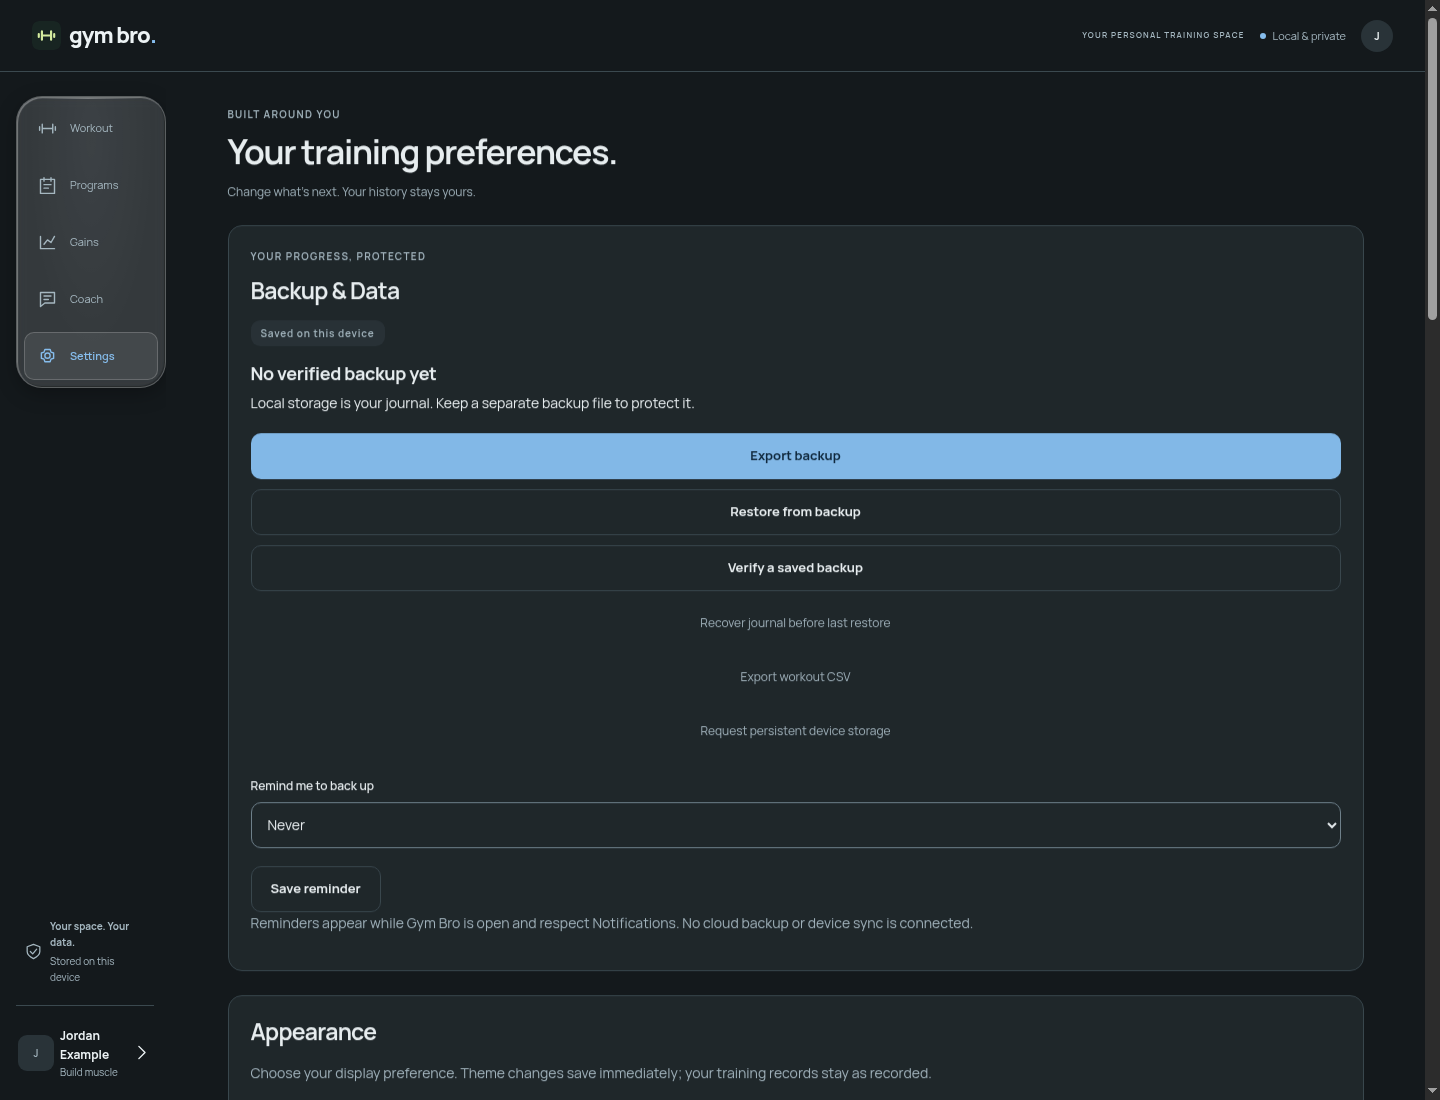 gym bro.
YOUR PERSONAL TRAINING SPACE
Local & private
J
Workout
Programs
Gains
Coach
Settings
BUILT AROUND YOU
Your training preferences.
Change what's next. Your history stays yours.
YOUR PROGRESS, PROTECTED
Backup & Data
Saved on this device
No verified backup yet
Local storage is your journal. Keep a separate backup file to protect it.
Export backup
Restore from backup
Verify a saved backup
Recover journal before last restore
Export workout CSV
Request persistent device storage
Remind me to back up
Never
Save reminder
Reminders appear while Gym Bro is open and respect Notifications. No cloud backup or device sync is connected.
Your space. Your
data.
Stored on this
device
J
Jordan
Example
Build muscle
Appearance
Choose your display preference. Theme changes save immediately; your training records stay as recorded.